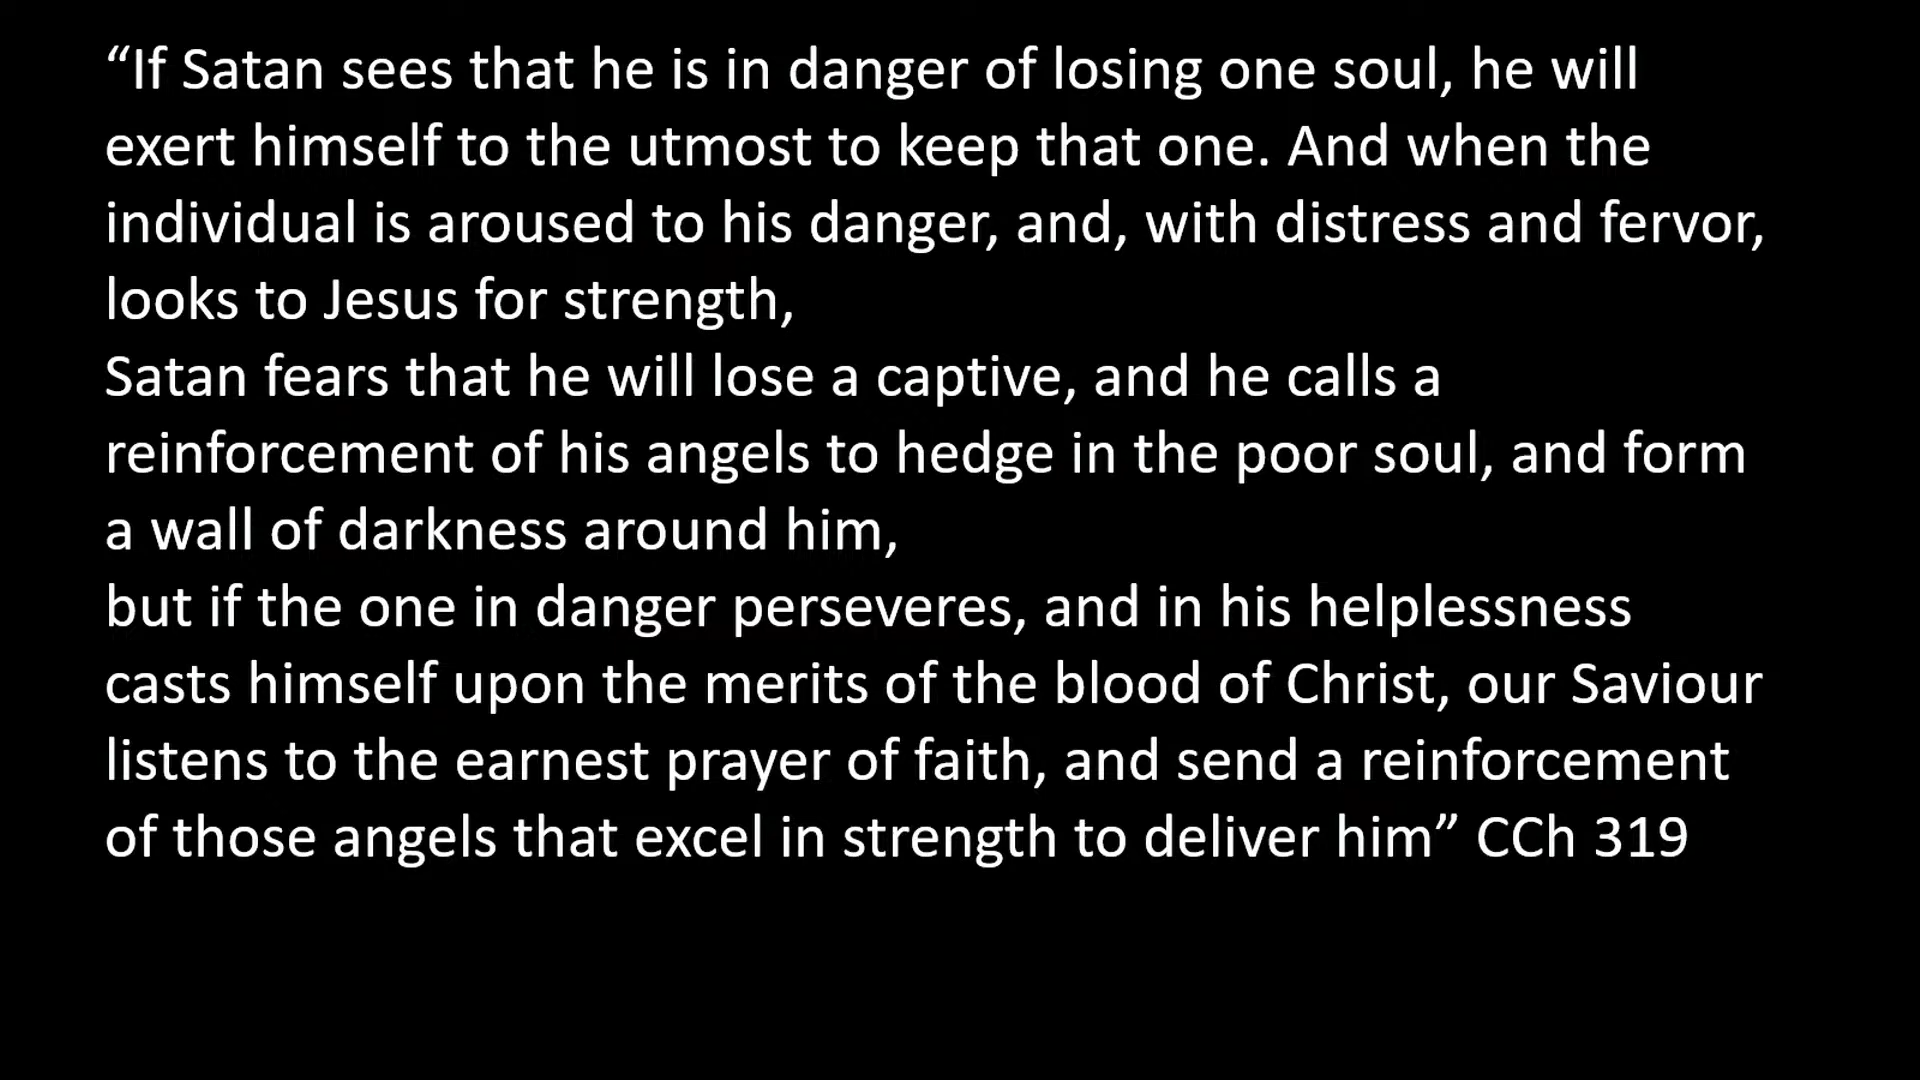 “If Satan sees that he is in danger of losing one soul, he will
exert himself to the utmost to keep that one. And when the
individual is aroused to his danger, and, with distress and fervor,
looks to Jesus for strength,
Satan fears that he will lose a captive, and he calls a
reinforcement of his angels to hedge in the poor soul, and form
a wall of darkness around him,
but if the one in danger perseveres, and in his helplessness
casts himself upon the merits of the blood of Christ, our Saviour
listens to the earnest prayer of faith, and send a reinforcement
of those angels that excel in strength to deliver him” CCh 319